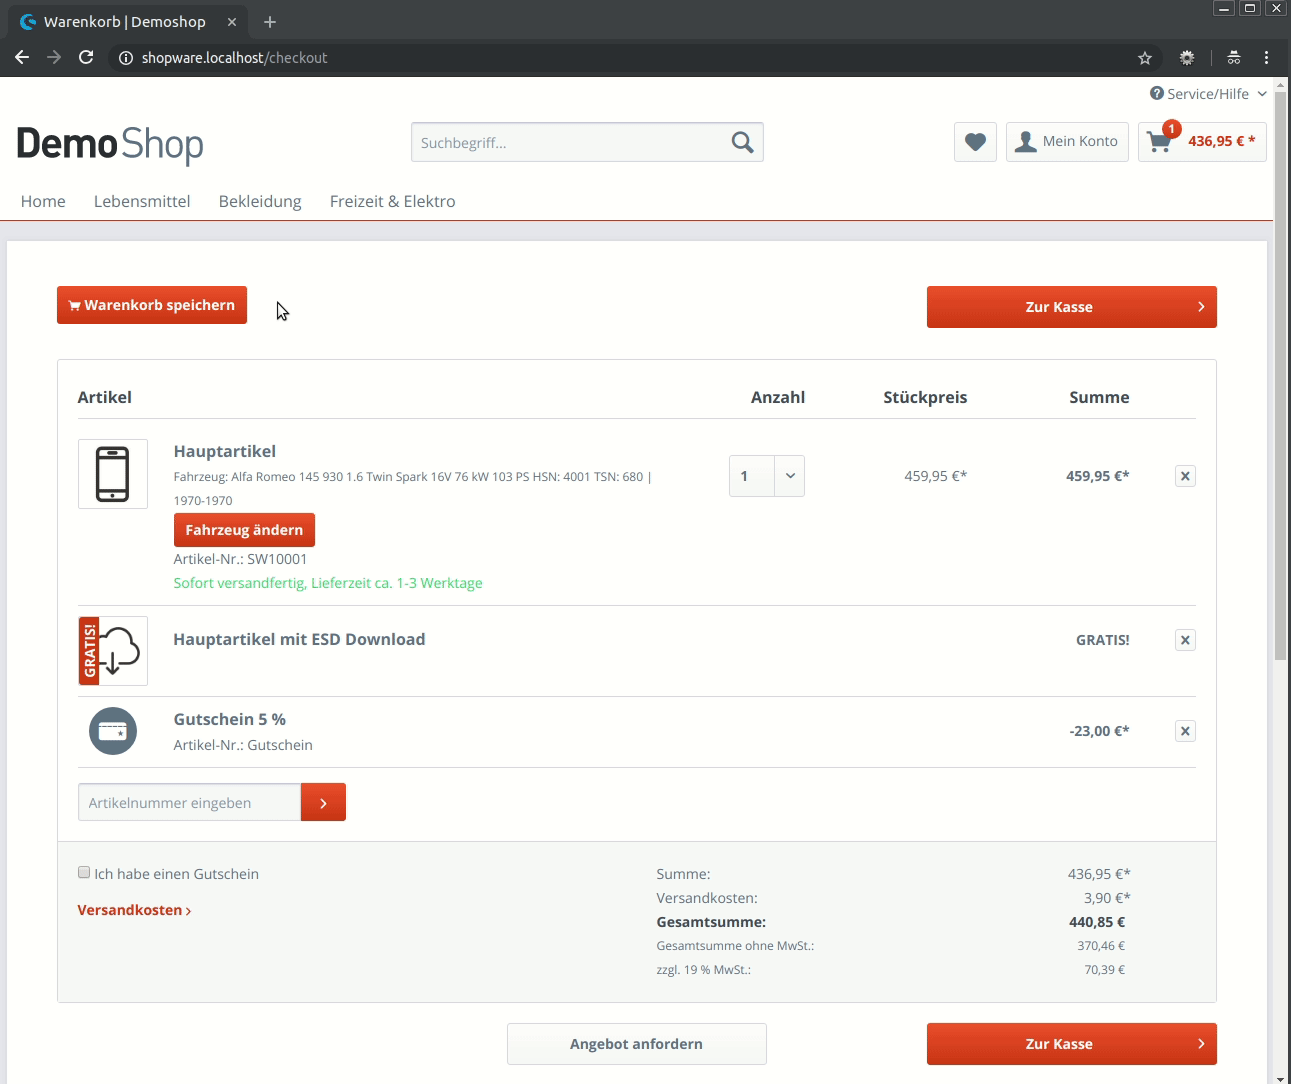 Warenkorb | Demoshop
shopware.localhost/checkout
Service/Hilfe
DemoShop
Suchbegriff...
Mein Konto
1
436,95 € *
Home Lebensmittel Bekleidung Freizeit & Elektro
Warenkorb speichern
Zur Kasse
Artikel Anzahl Stückpreis Summe
Hauptartikel
Fahrzeug: Alfa Romeo 145 930 1.6 Twin Spark 16V 76 kW 103 PS HSN: 4001 TSN: 680 |
1970-1970
1 459,95 €* 459,95 €*
Fahrzeug ändern
Artikel-Nr.: SW10001
Sofort versandfertig, Lieferzeit ca. 1-3 Werktage
GRATIS!
Hauptartikel mit ESD Download GRATIS!
Gutschein 5 %
Artikel-Nr.: Gutschein
-23,00 €*
Artikelnummer eingeben
Ich habe einen Gutschein
Versandkosten
Summe: 436,95 €*
Versandkosten: 3,90 €*
Gesamtsumme: 440,85 €
Gesamtsumme ohne MwSt.: 370,46 €
zzgl. 19 % MwSt.: 70,39 €
Angebot anfordern
Zur Kasse